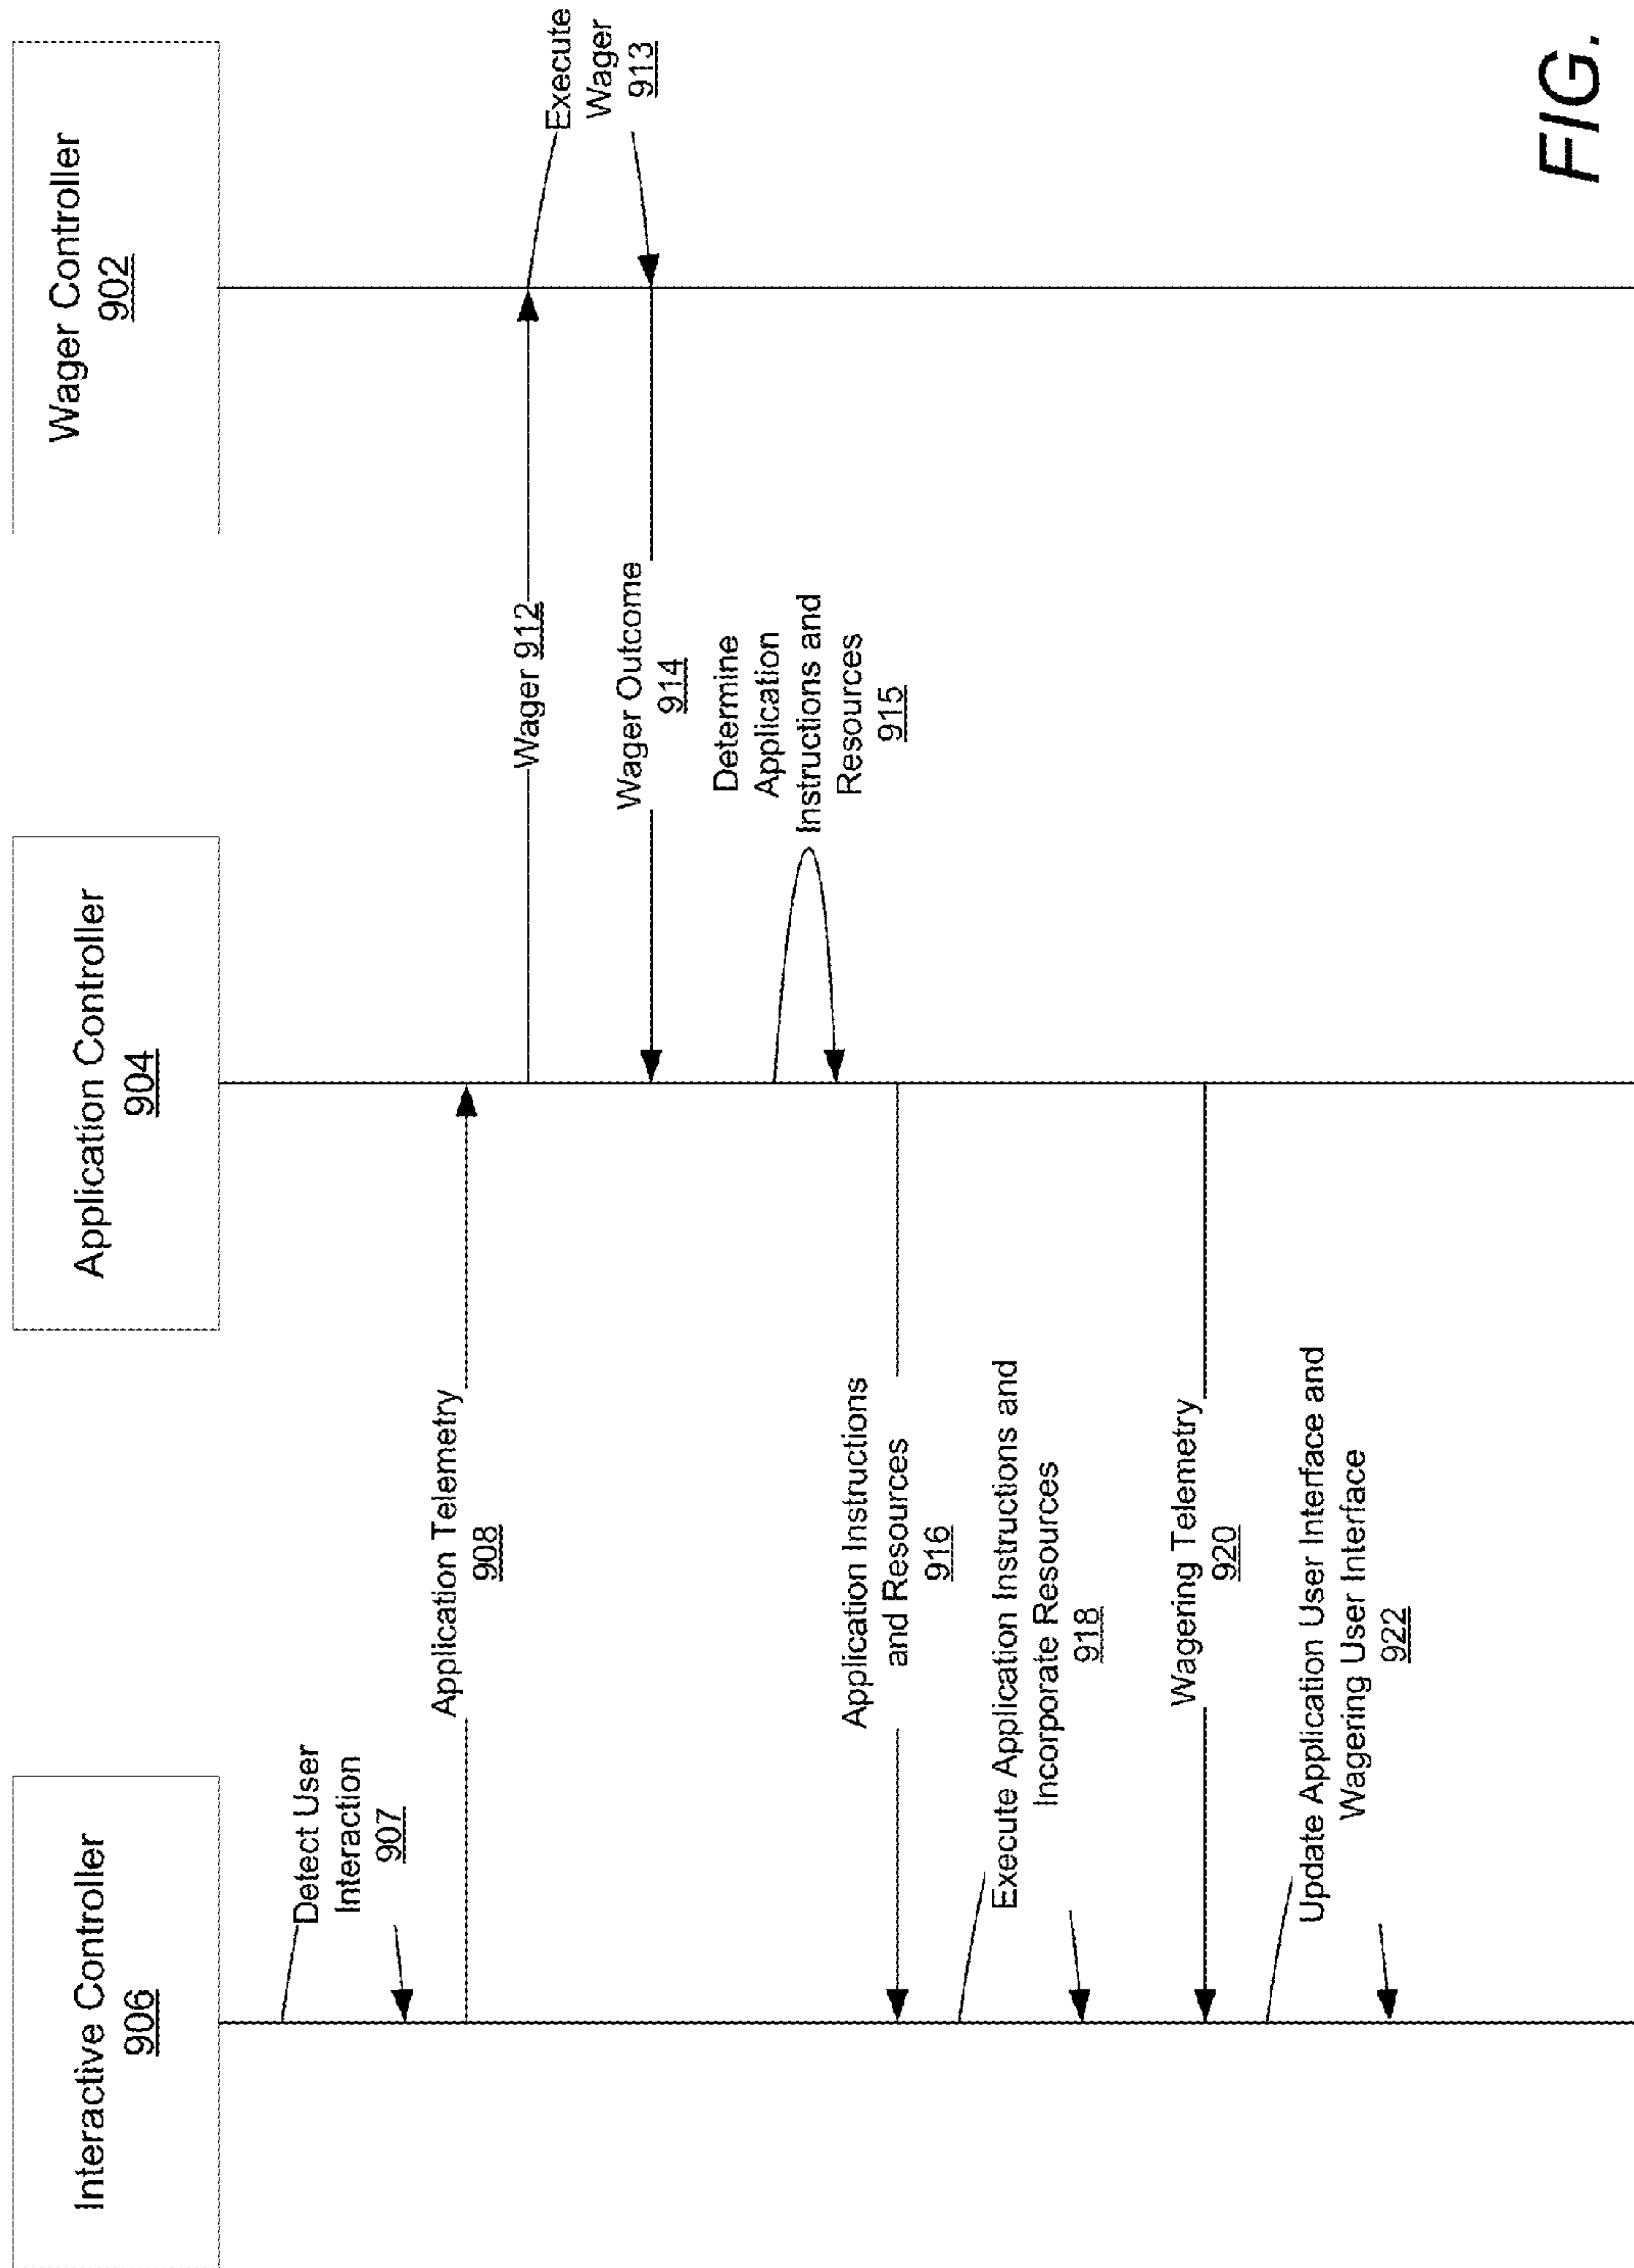 Interactive Controller
906
Application Controller
904
Wager Controller
902
Detect User
Interaction
907
Application Telemetry
908
Wager 912
Execute
Wager
913
Wager Outcome
914
Determine
Application
Instructions and
Resources
915
Application Instructions
and Resources
916
Execute Application Instructions and
Incorporate Resources
918
Wagering Telemetry
920
Update Application User Interface and
Wagering User Interface
922
FIG.